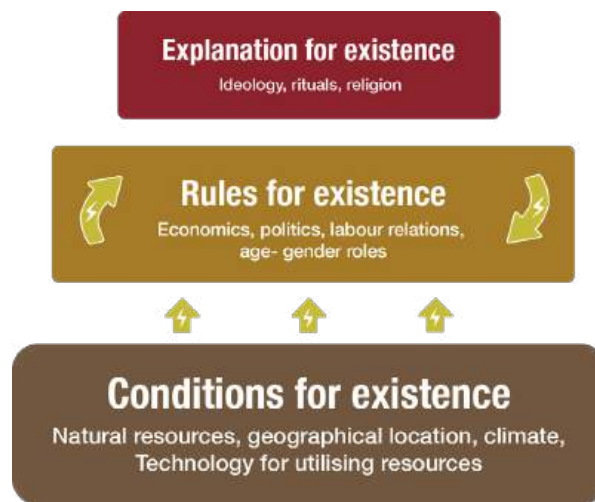 Explanation for existence
Ideology, rituals, religion
Rules for existence
Economics, politics, labour relations,
age- gender roles
Conditions for existence
Natural resources, geographical location, climate,
Technology for utilising resources